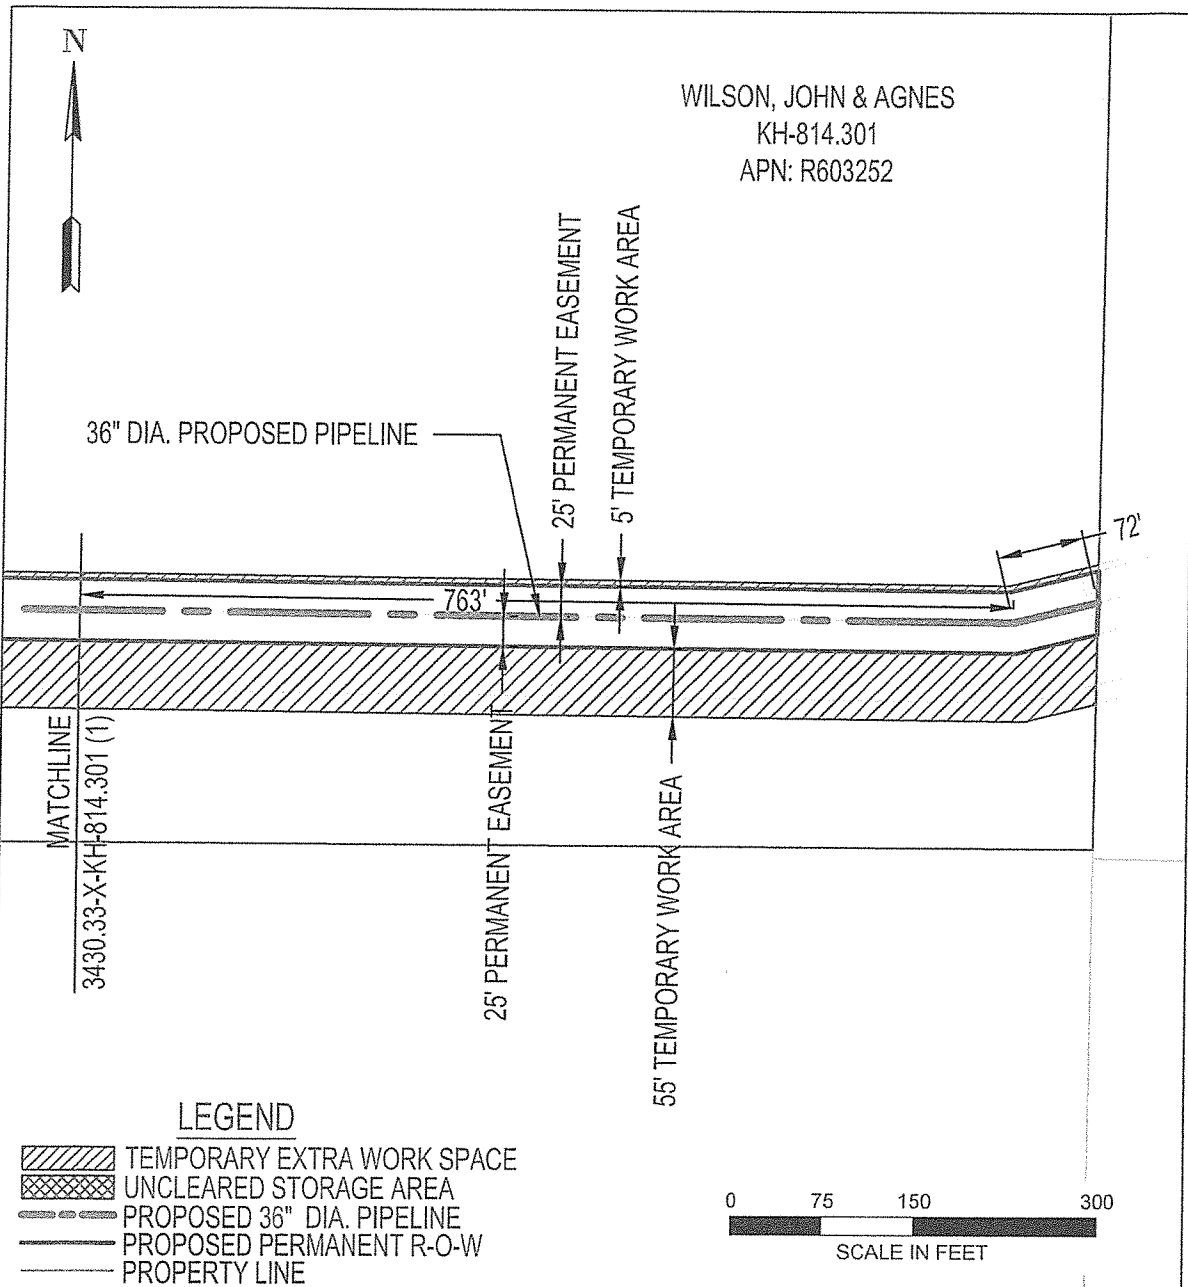 N
WILSON, JOHN & AGNES
KH-814.301
APN: R603252
25' PERMANENT EASEMENT
5' TEMPORARY WORK AREA
36" DIA. PROPOSED PIPELINE
72'
763'
MATCHLINE
3430.33-X-KH-814.301 (1)
25' PERMANENT EASEMENT
55' TEMPORARY WORK AREA
LEGEND
TEMPORARY EXTRA WORK SPACE
UNCLEARED STORAGE AREA
PROPOSED 36" DIA. PIPELINE
PROPOSED PERMANENT R-O-W
PROPERTY LINE
0 75 150 300
SCALE IN FEET